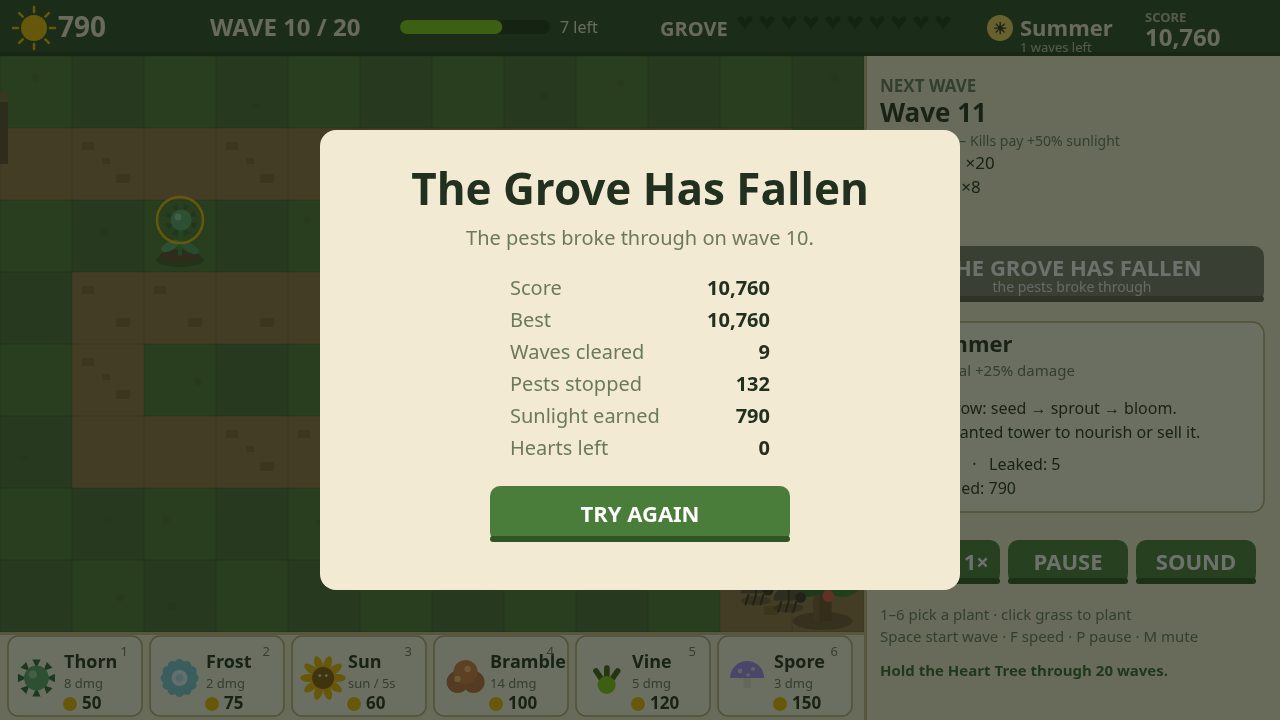 790
WAVE 10 / 20
7 left
GROVE
Summer
1 waves left
SCORE
10,760
NEXT WAVE
Wave 11
– Kills pay +50% sunlight
×20
×8
HE GROVE HAS FALLEN
the pests broke through
The Grove Has Fallen
The pests broke through on wave 10.
Score 10,760
Best 10,760
Waves cleared 9
Pests stopped 132
Sunlight earned 790
Hearts left 0
TRY AGAIN
+25% damage
seed → sprout → bloom.
tower to nourish or sell it.
· Leaked: 5
790
1× PAUSE SOUND
1–6 pick a plant · click grass to plant
Space start wave · F speed · P pause · M mute
Hold the Heart Tree through 20 waves.
Thorn 1
8 dmg
50
Frost 2
2 dmg
75
Sun 3
sun / 5s
60
Bramble 4
14 dmg
100
Vine 5
5 dmg
120
Spore 6
3 dmg
150